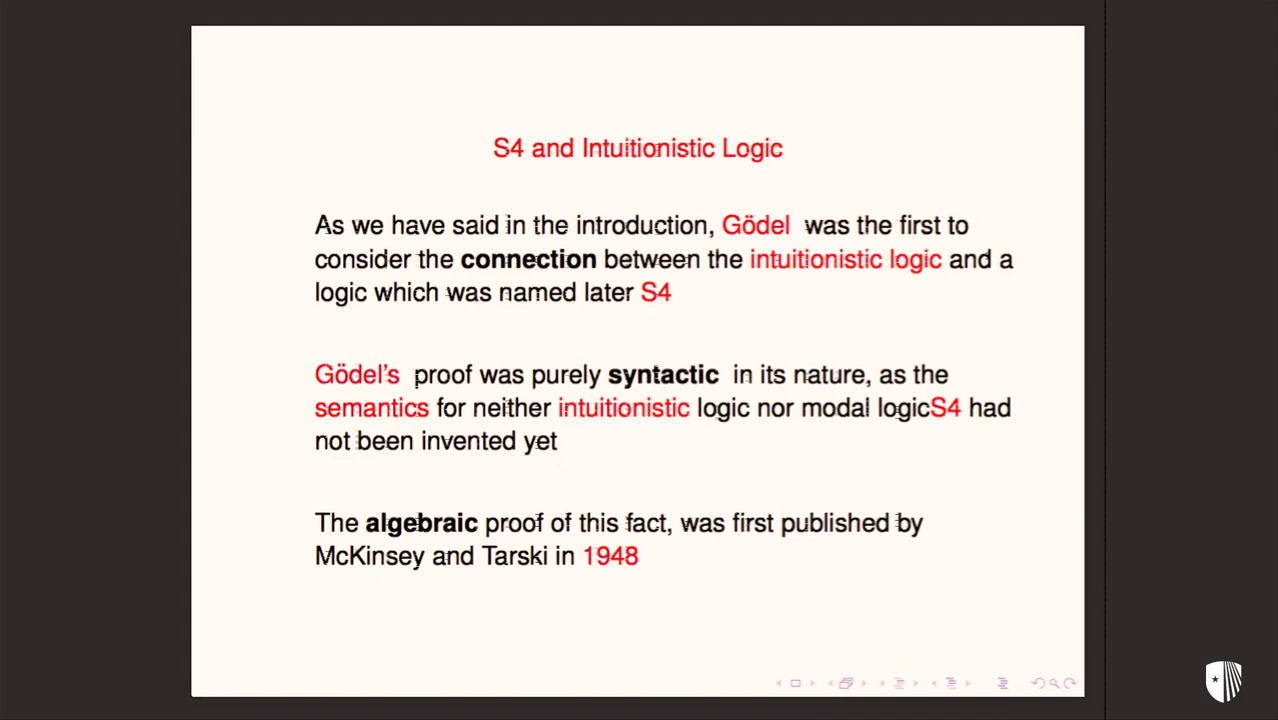 S4 and Intuitionistic Logic
As we have said in the introduction, Gödel was the first to
consider the connection between the intuitionistic logic and a
logic which was named later S4
Gödel's proof was purely syntactic in its nature, as the
semantics for neither intuitionistic logic nor modal logicS4 had
not been invented yet
The algebraic proof of this fact, was first published by
McKinsey and Tarski in 1948